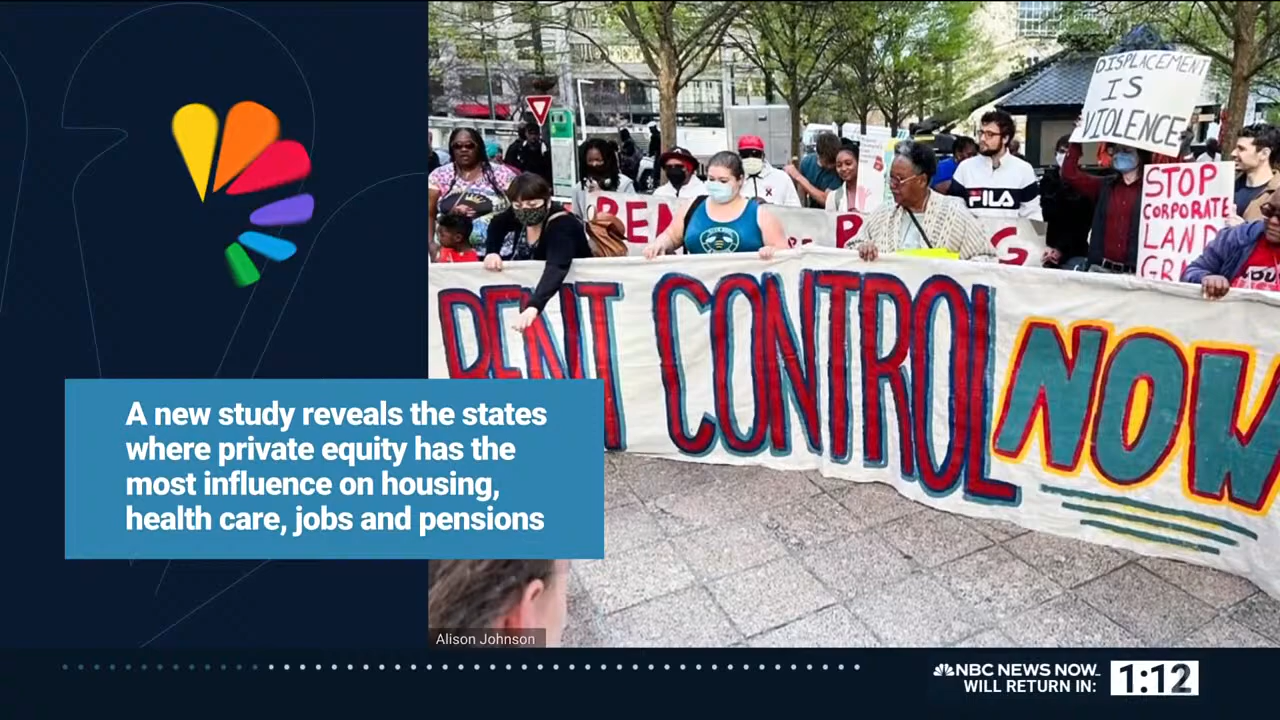 DISPLACEMENT
IS
VIOLENCE
STOP
CORPORATE
LAND
FILA
RENT CONTROL NOW
A new study reveals the states
where private equity has the
most influence on housing,
health care, jobs and pensions
Alison Johnson
NBC NEWS NOW
WILL RETURN IN:
1:12